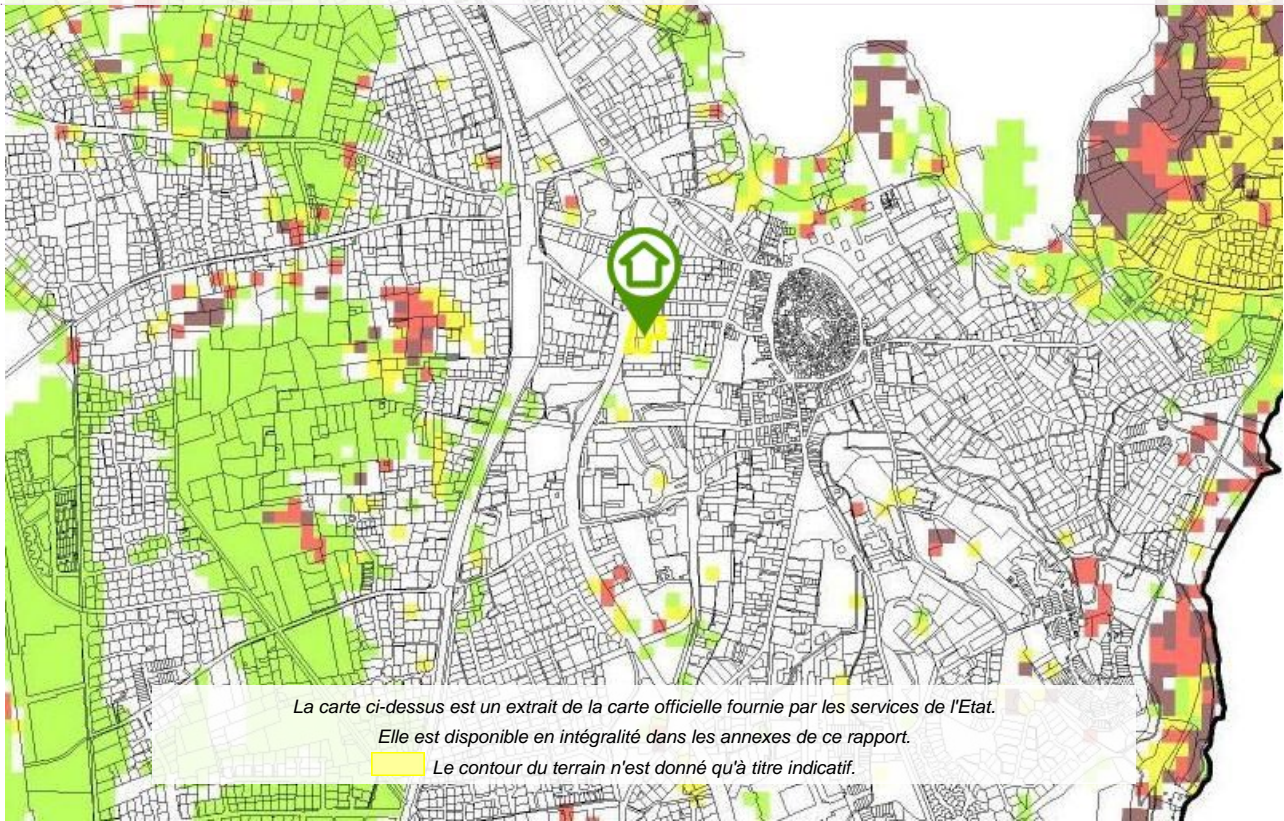 La carte ci-dessus est un extrait de la carte officielle fournie par les services de l'Etat.
Elle est disponible en intégralité dans les annexes de ce rapport.
Le contour du terrain n'est donné qu'à titre indicatif.